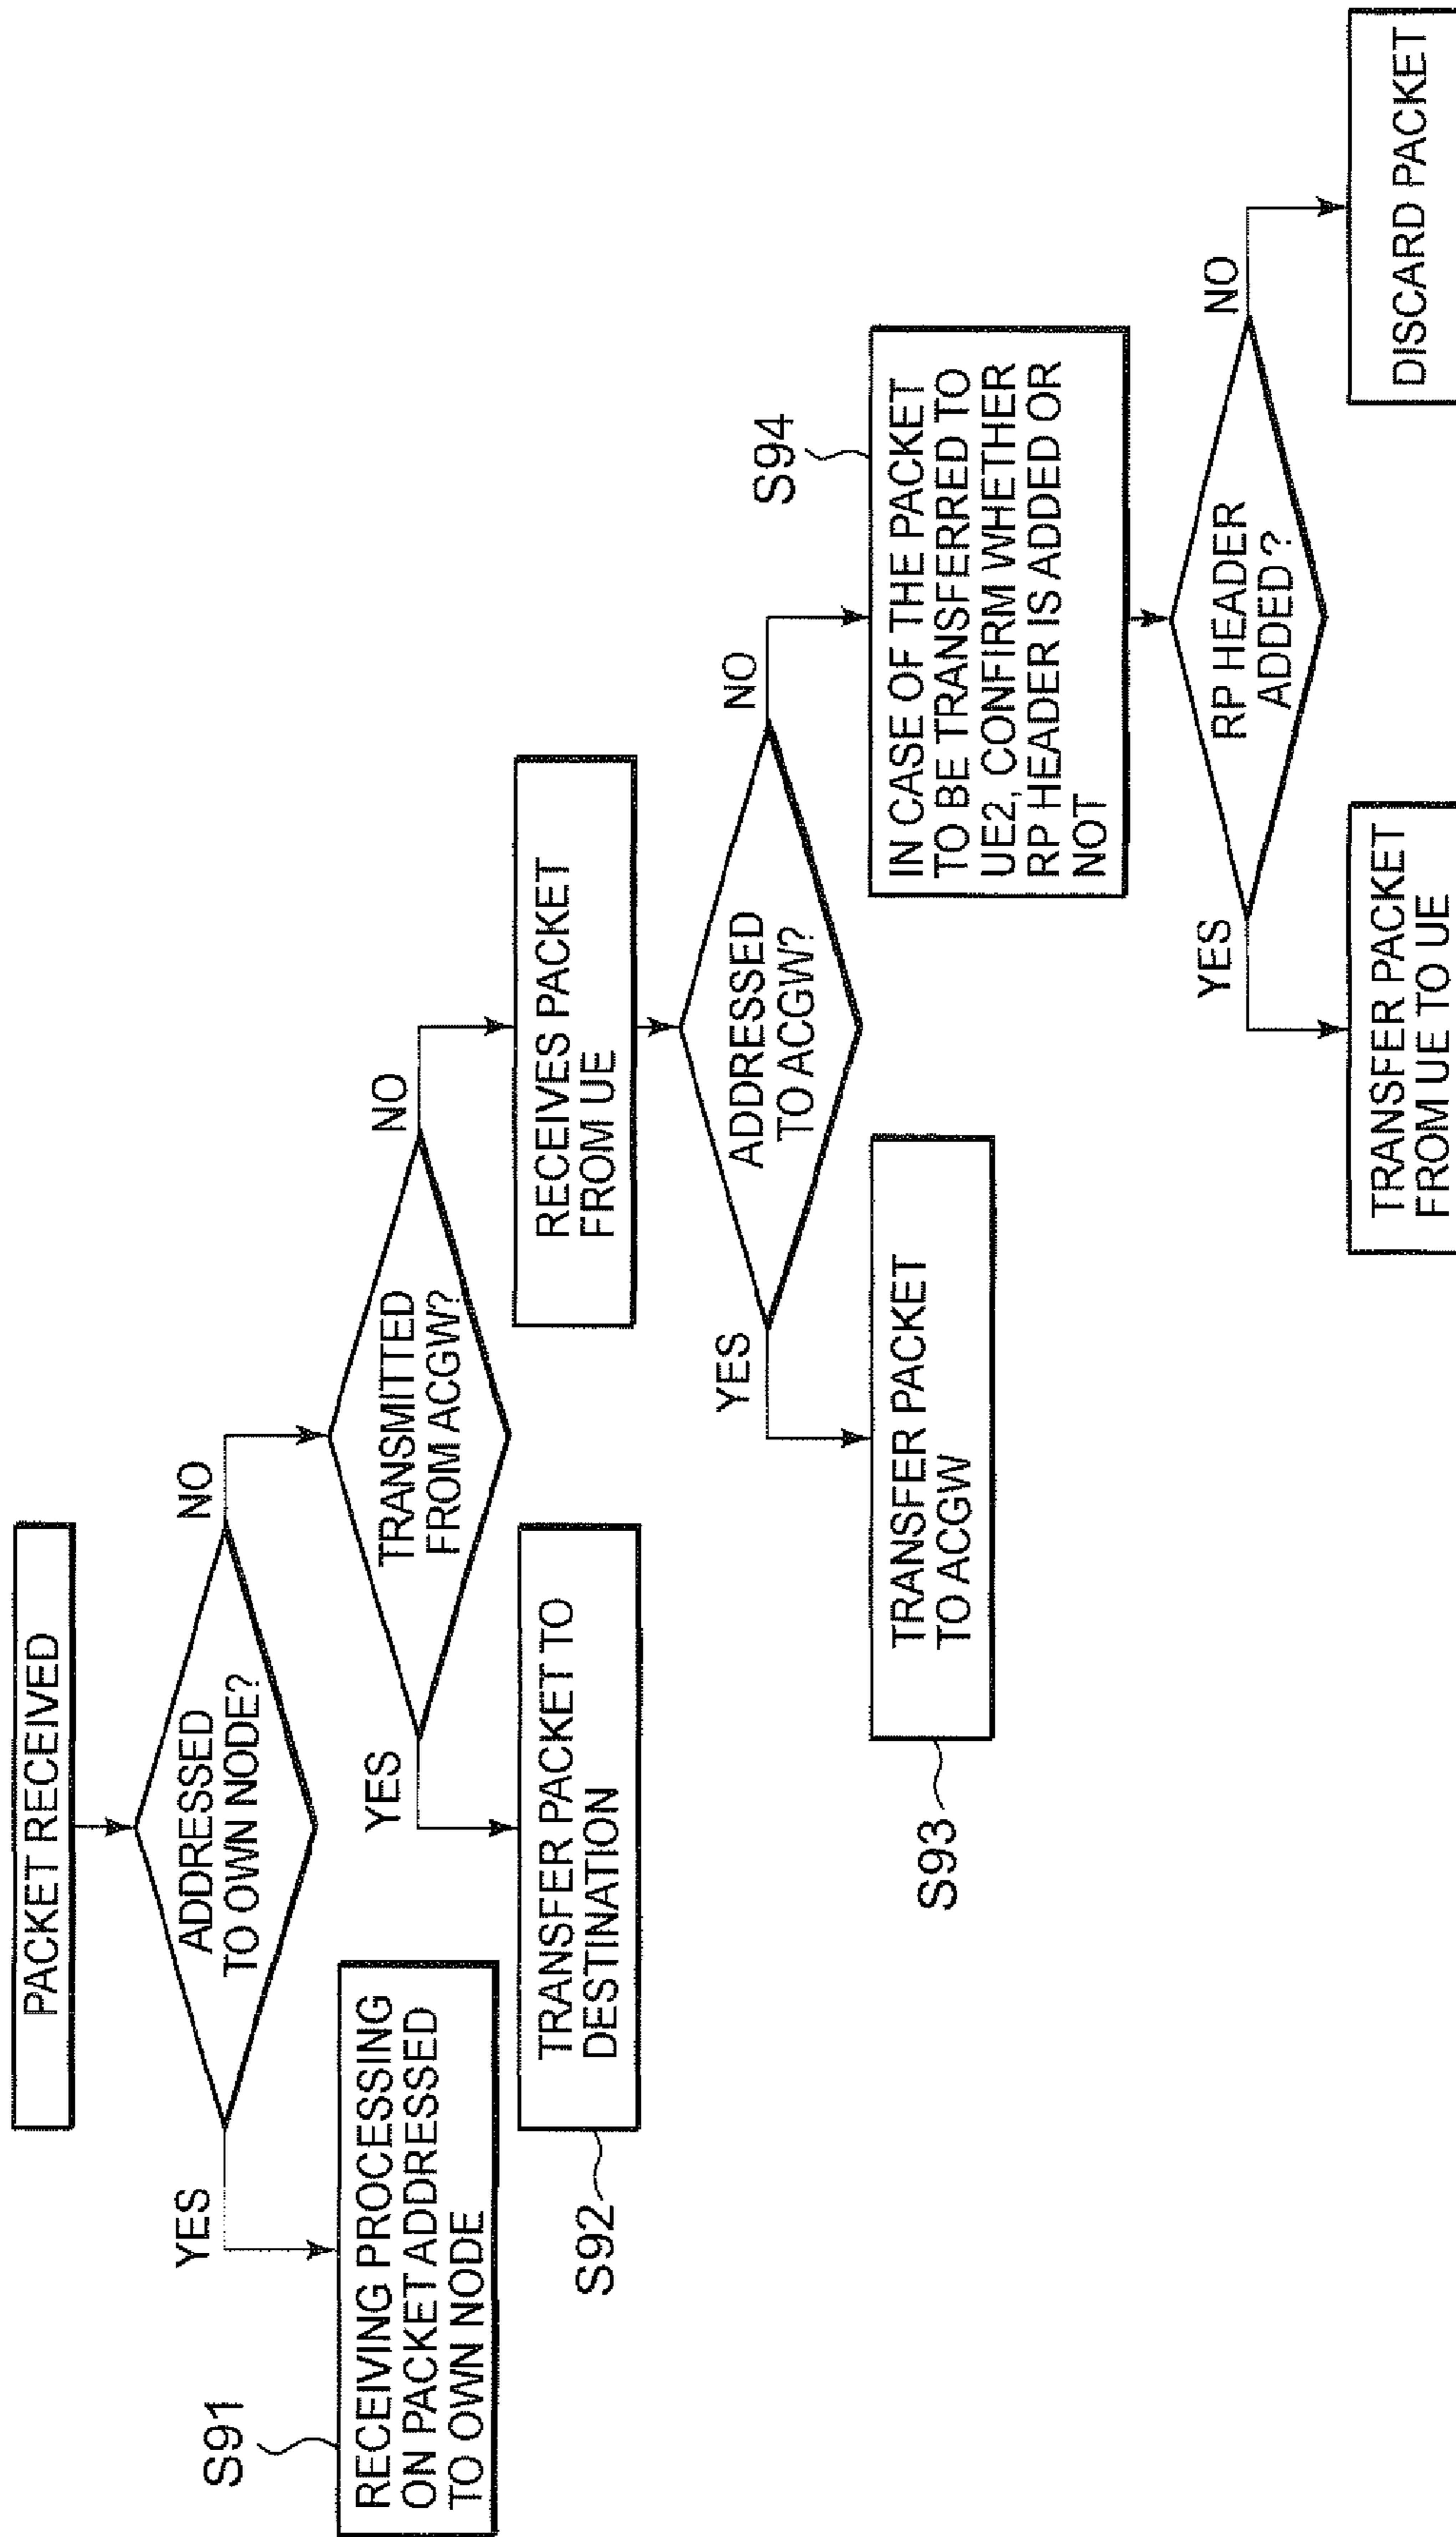 PACKET RECEIVED
ADDRESSED
TO OWN NODE?
YES
NO
S91
RECEIVING PROCESSING
ON PACKET ADDRESSED
TO OWN NODE
TRANSMITTED
FROM ACGW?
YES
NO
S92
TRANSFER PACKET TO
DESTINATION
RECEIVES PACKET
FROM UE
ADDRESSED
TO ACGW?
YES
NO
S93
TRANSFER PACKET
TO ACGW
S94
IN CASE OF THE PACKET
TO BE TRANSFERRED TO
UE2, CONFIRM WHETHER
RP HEADER IS ADDED OR
NOT
RP HEADER
ADDED ?
YES
NO
TRANSFER PACKET
FROM UE TO UE
DISCARD PACKET